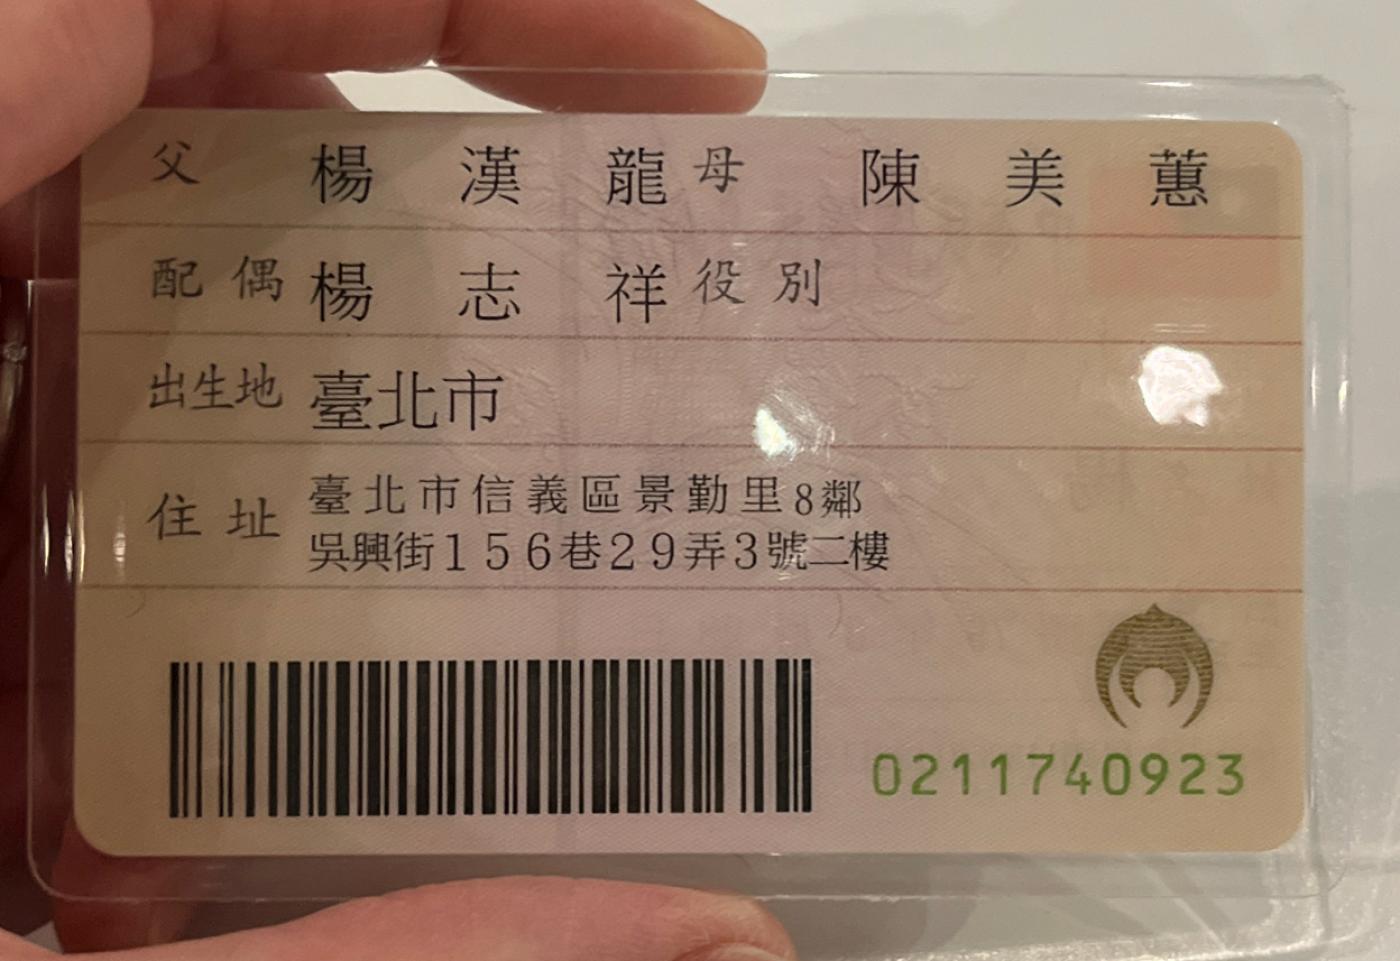 父 楊漢龍 母 陳美蕙
配偶 楊志祥 役別
出生地 臺北市
住址 臺北市信義區景勤里8鄰
吳興街156巷29弄3號二樓
0211740923